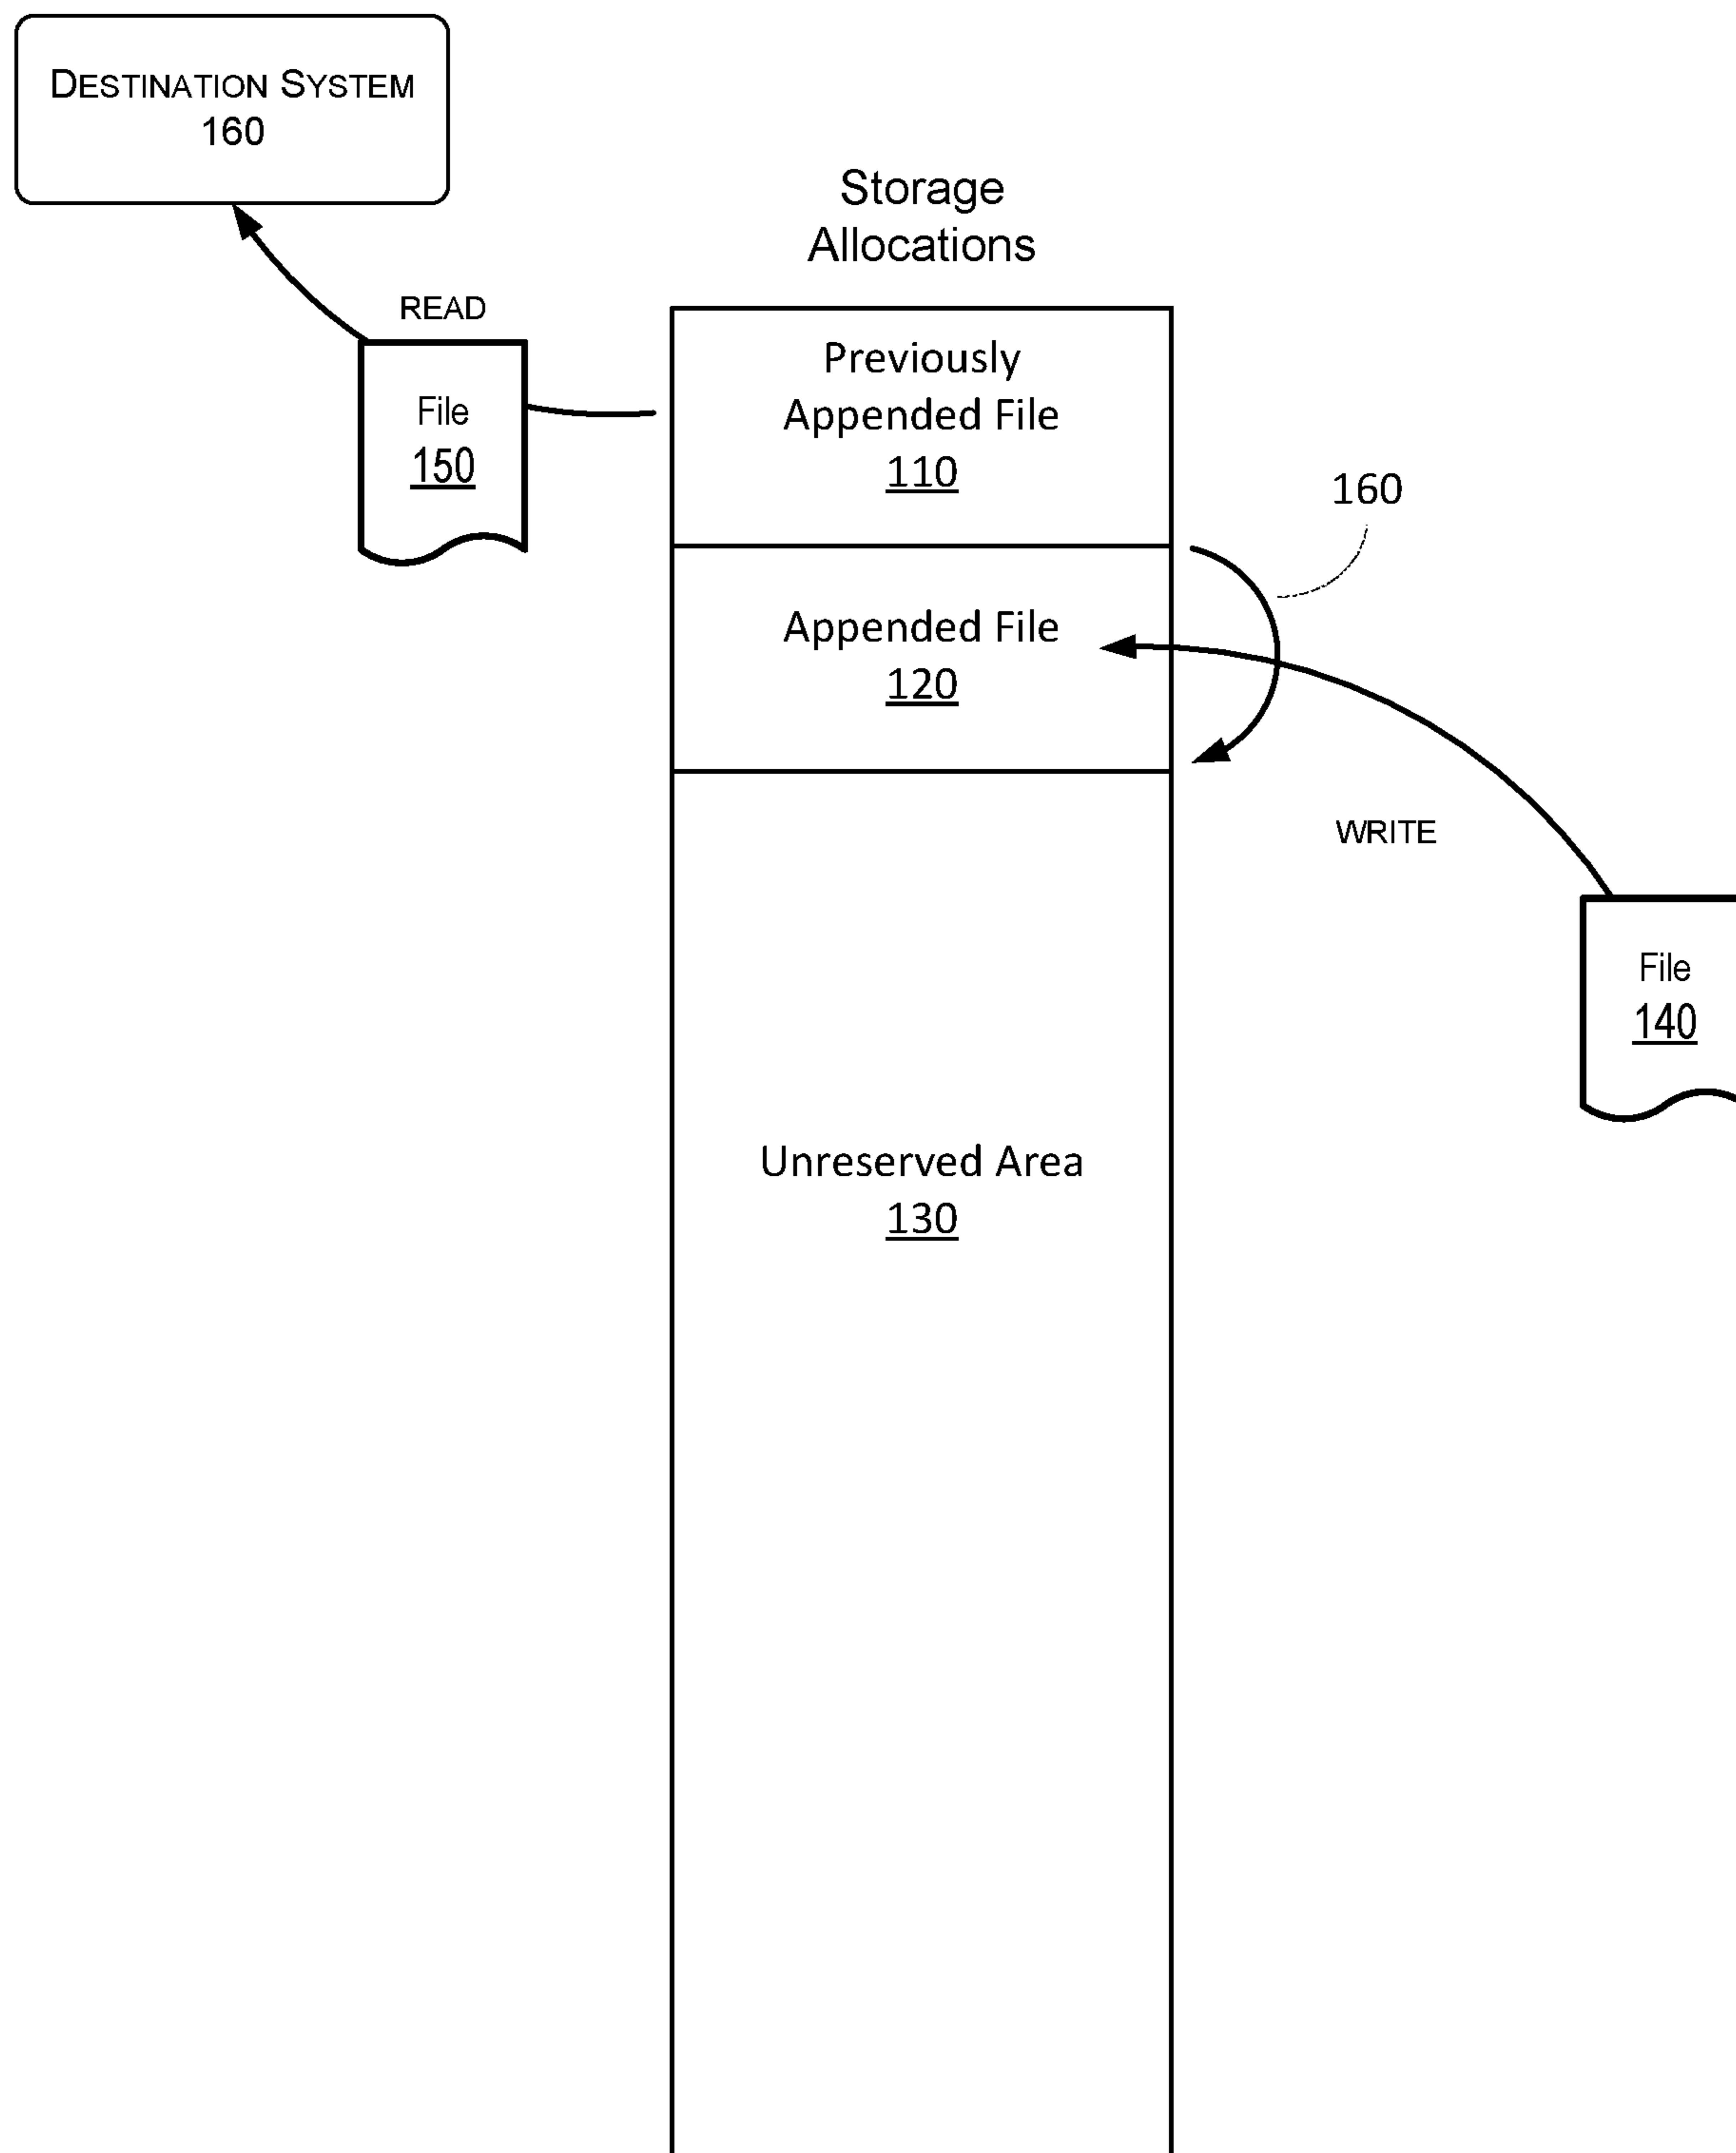 DESTINATION SYSTEM
160
Storage
Allocations
READ
File
150
Previously
Appended File
110
160
Appended File
120
WRITE
File
140
Unreserved Area
130